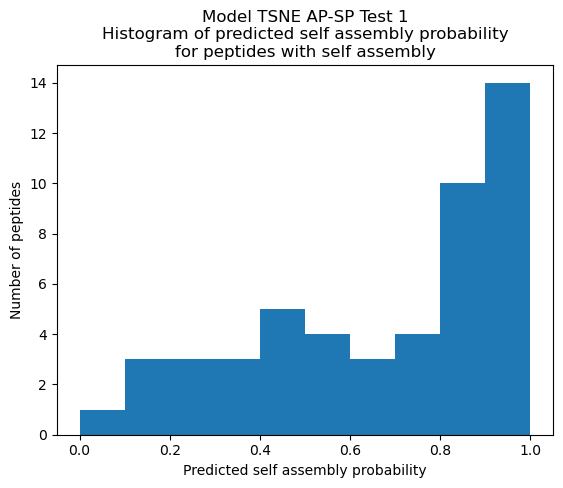 Model TSNE AP-SP Test 1
Histogram of predicted self assembly probability
for peptides with self assembly
14
12
10
8
6
4
2
0
Number of peptides
0.0 0.2 0.4 0.6 0.8 1.0
Predicted self assembly probability